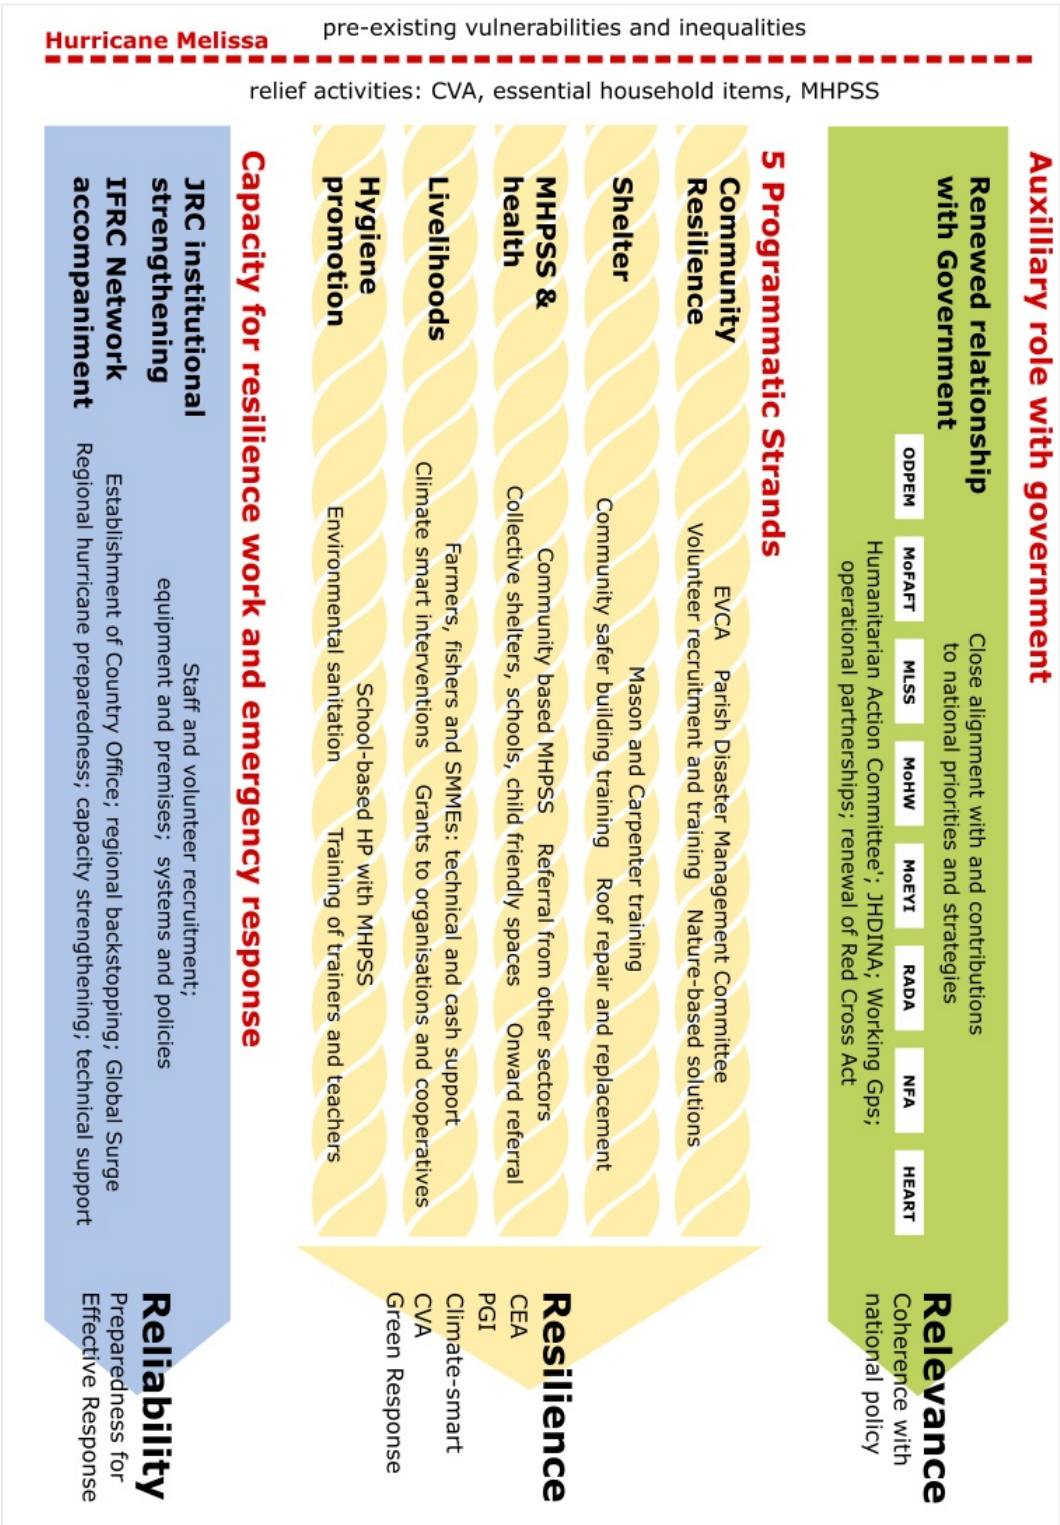 Hurricane Melissa
pre-existing vulnerabilities and inequalities
relief activities: CVA, essential household items, MHPSS
Auxilliary role with government
Renewed relationship
with Government
Close alignment with and contributions
to national priorities and strategies
ODPEM
MoFAFT
MLSS
MoHW
MoEYI
RADA
NFA
HEART
Humanitarian Action Committee'; JHDINA; Working Gps;
operational partnerships; renewal of Red Cross Act
Relevance
Coherence with
national policy
5 Programmatic Strands
Community
Resilience
EVCA Parish Disaster Management Committee
Volunteer recruitment and training Nature-based solutions
Shelter
Mason and Carpenter training
Community safer building training Roof repair and replacement
MHPSS &
health
Community based MHPSS Referral from other sectors
Collective shelters, schools, child friendly spaces Onward referral
Livelihoods
Farmers, fishers and SMMEs: technical and cash support
Climate smart interventions Grants to organisations and cooperatives
Hygiene
promotion
School-based HP with MHPSS
Environmental sanitation Training of trainers and teachers
Resilience
CEA
PGI
Climate-smart
CVA
Green Response
Capacity for resilience work and emergency response
JRC institutional
strengthening
Staff and volunteer recruitment;
equipment and premises; systems and policies
IFRC Network
accompaniment
Establishment of Country Office; regional backstopping; Global Surge
Regional hurricane preparedness; capacity strengthening; technical support
Reliability
Preparedness for
Effective Response